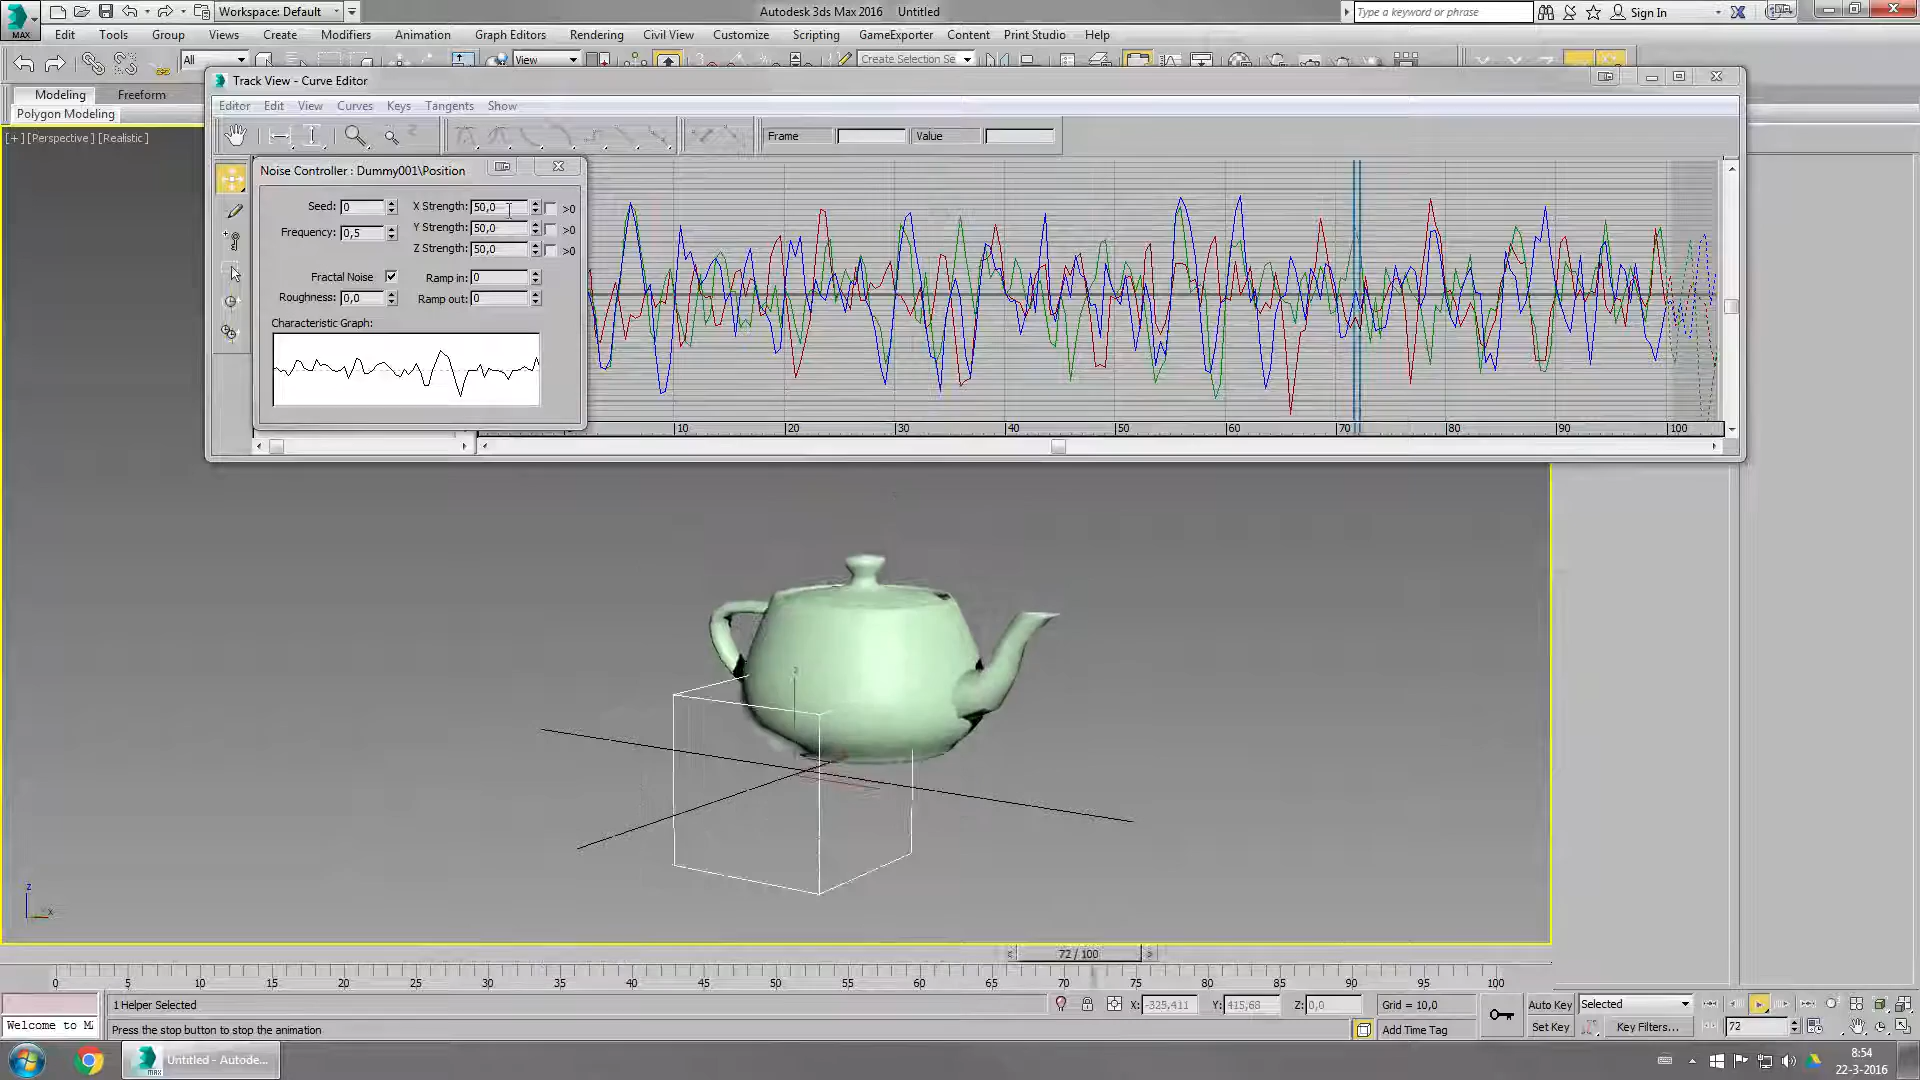 Workspace: Default
Autodesk 3ds Max 2016 Untitled
Type a keyword or phrase
Sign In
MAX
Edit Tools Group Views Create Modifiers Animation Graph Editors Rendering Civil View Customize Scripting GameExporter Content Print Studio Help
All
View
Create Selection Se
Track View - Curve Editor
Modeling Freeform
Editor Edit View Curves Keys Tangents Show
Polygon Modeling
[+] [Perspective] [Realistic]
Frame
Value
Noise Controller : Dummy001\Position
Seed: 0
X Strength: 50,0 >0
Frequency: 0,5
Y Strength: 50,0 >0
Z Strength: 50,0 >0
Fractal Noise
Ramp in: 0
Roughness: 0,0
Ramp out: 0
Characteristic Graph:
10 20 30 40 50 60 70 80 90 100
z
x
72 / 100
0 5 10 15 20 25 30 35 40 45 50 55 60 65 70 75 80 85 90 95 100
1 Helper Selected
X: -325,411 Y: 415,68 Z: 0,0
Grid = 10,0
Auto Key Selected
Welcome to M
Press the stop button to stop the animation
Add Time Tag
Set Key Key Filters...
72
Untitled - Autode...
8:54
22-3-2016